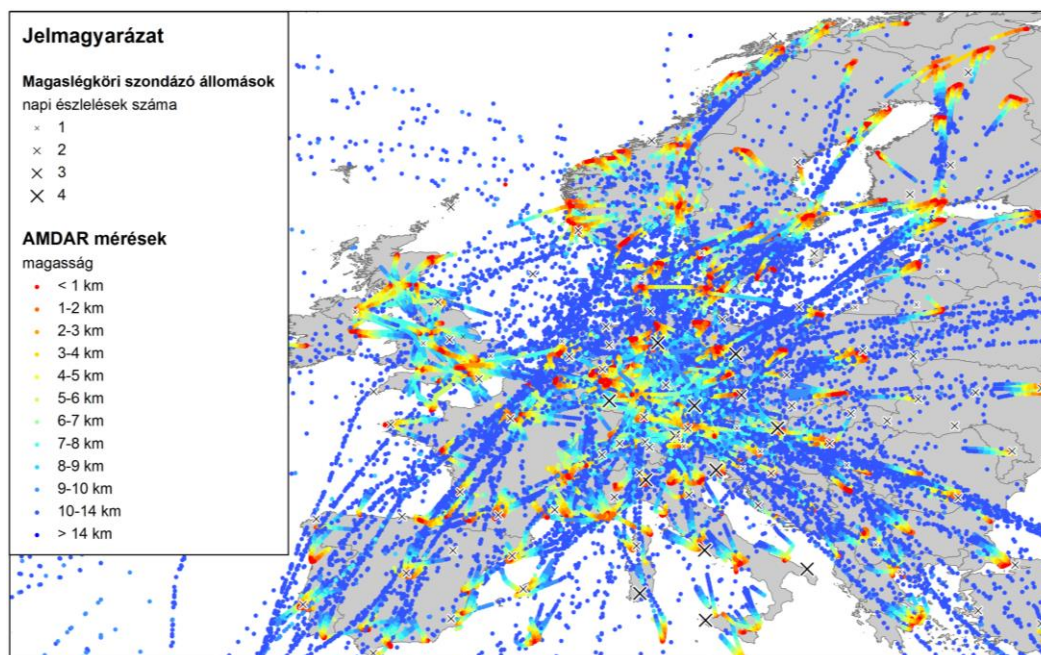 Jelmagyarázat
Magaslégköri szondázó állomások
napi észlelések száma
1
2
3
4
AMDAR mérések
magasság
< 1 km
1-2 km
2-3 km
3-4 km
4-5 km
5-6 km
6-7 km
7-8 km
8-9 km
9-10 km
10-14 km
> 14 km